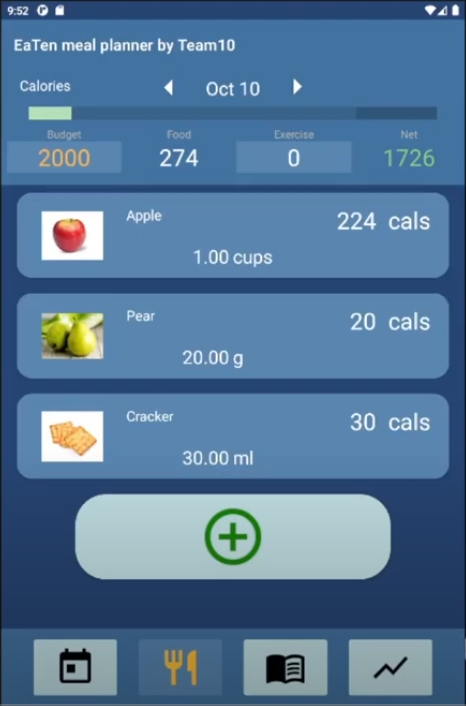 9:52
EaTen meal planner by Team10
Calories
Oct 10
Budget Food Exercise Net
2000 274 0 1726
Apple
224 cals
1.00 cups
Pear
20 cals
20.00 g
Cracker
30 cals
30.00 ml